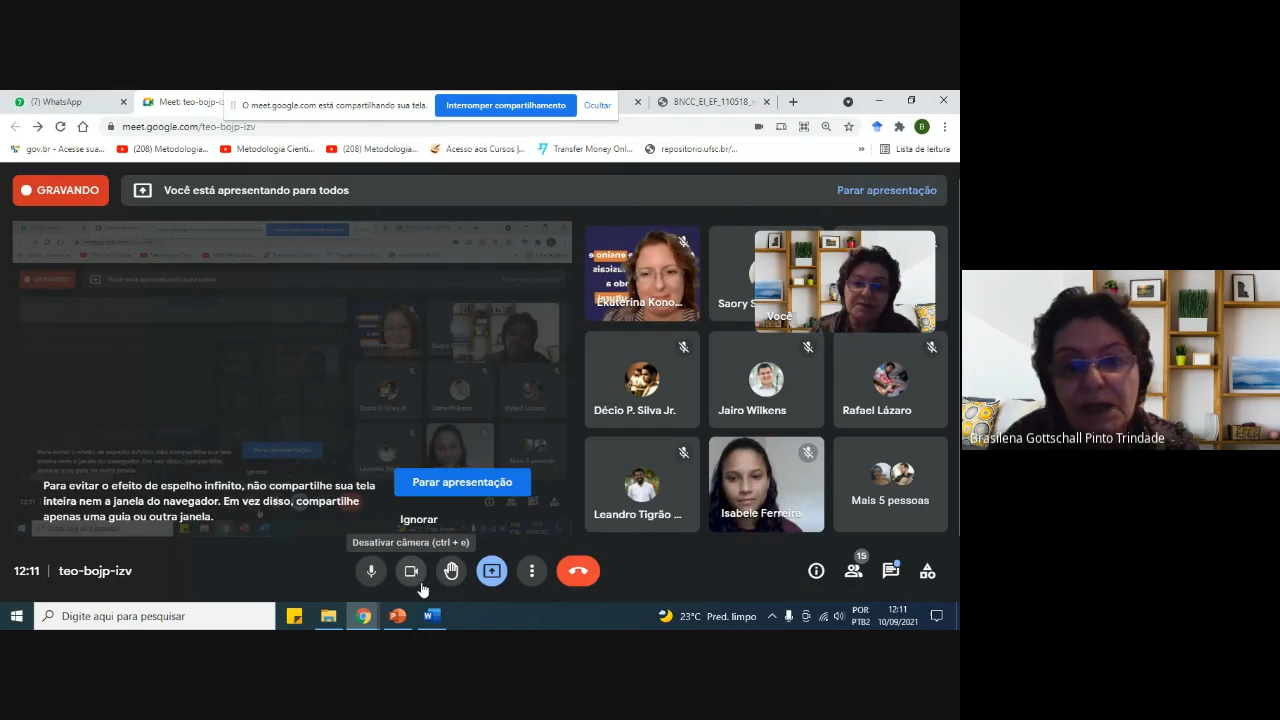 (7) WhatsApp
Meet: teo-bojp-iz
O meet.google.com está compartilhando sua tela.
Interromper compartilhamento
Ocultar
BNCC_EI_EF_110518_
meet.google.com/teo-bojp-izv
B
gov.br - Acesse sua...
(208) Metodologia...
Metodologia Cientí...
(208) Metodologia...
Acesso aos Cursos |...
Transfer Money Onl...
repositorio.ufsc.br/...
»
Lista de leitura
GRAVANDO
Você está apresentando para todos
Parar apresentação
Ekaterina Kono...
Saory S
Você
Décio P. Silva Jr.
Jairo Wilkens
Rafael Lázaro
Leandro Tigrão ...
Isabele Ferreira
Mais 5 pessoas
Brasilena Gottschall Pinto Trindade
Para evitar o efeito de espelho infinito, não compartilhe sua tela
inteira nem a janela do navegador. Em vez disso, compartilhe
apenas uma guia ou outra janela.
Parar apresentação
Ignorar
Desativar câmera (ctrl + e)
12:11 | teo-bojp-izv
15
Digite aqui para pesquisar
23°C Pred. limpo
POR
PTB2
12:11
10/09/2021